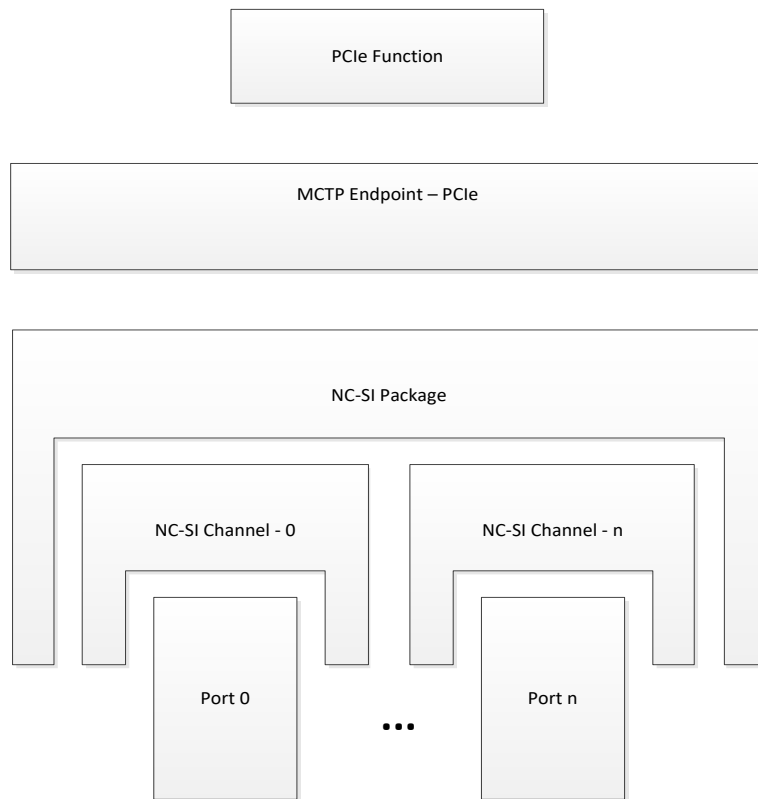 PCIe Function
MCTP Endpoint – PCIe
NC-SI Package
NC-SI Channel - 0
NC-SI Channel - n
Port 0
Port n
...